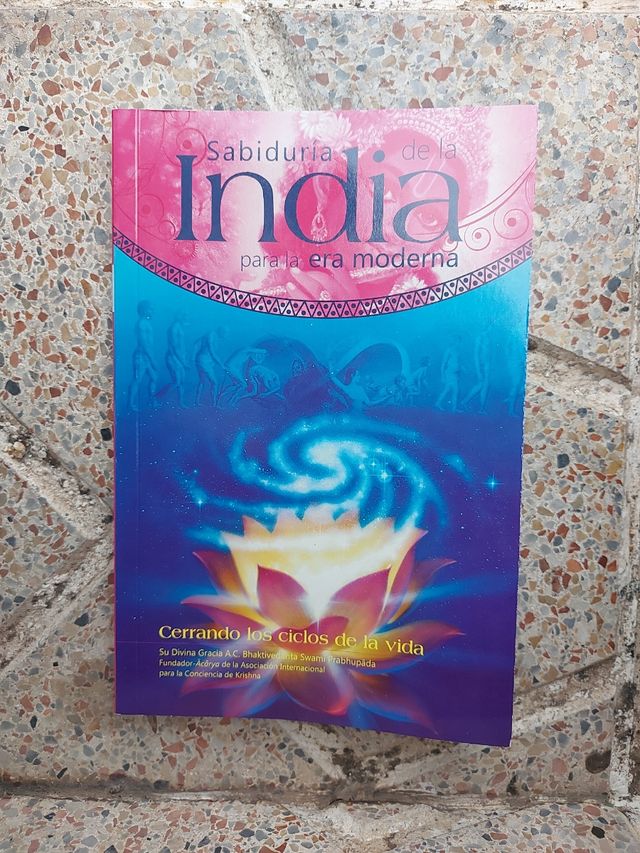 Sabiduría de la
India
para la era moderna
Cerrando los ciclos de la vida
Su Divina Gracia A.C. Bhaktivedanta Swami Prabhupāda
Fundador-Ācārya de la Asociación Internacional
para la Conciencia de Krishna